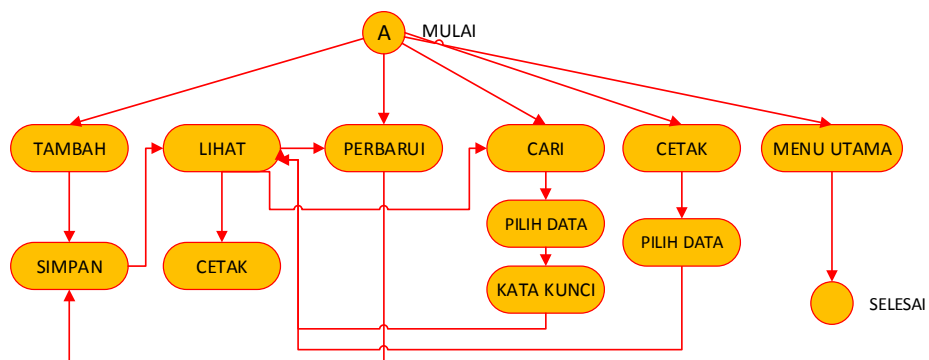 A
MULAI
TAMBAH
LIHAT
PERBARUI
CARI
CETAK
MENU UTAMA
PILIH DATA
PILIH DATA
SIMPAN
CETAK
KATA KUNCI
SELESAI